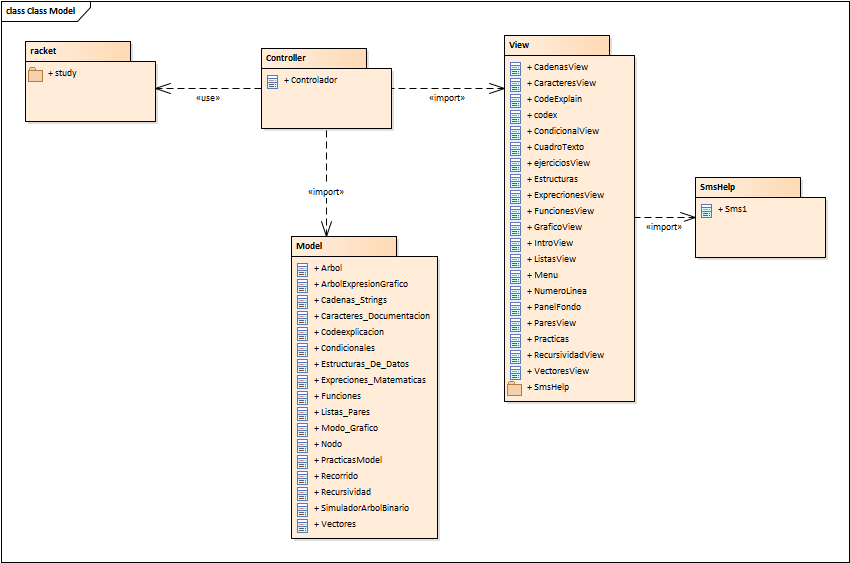 class Class Model
racket
+ study
Controller
+ Controlador
«use»
«import»
«import»
View
+ CadenasView
+ CaracteresView
+ CodeExplain
+ codex
+ CondicionalView
+ CuadroTexto
+ ejerciciosView
+ Estructuras
+ ExprecrionesView
+ FuncionesView
+ GraficoView
+ IntroView
+ ListasView
+ Menu
+ NumeroLinea
+ PanelFondo
+ ParesView
+ Practicas
+ RecursividadView
+ VectoresView
+ SmsHelp
«import»
SmsHelp
+ Sms1
Model
+ Arbol
+ ArbolExpresionGrafico
+ Cadenas_Strings
+ Caracteres_Documentacion
+ Codeexplicacion
+ Condicionales
+ Estructuras_De_Datos
+ Expreciones_Matematicas
+ Funciones
+ Listas_Pares
+ Modo_Grafico
+ Nodo
+ PracticasModel
+ Recorrido
+ Recursividad
+ SimuladorArbolBinario
+ Vectores